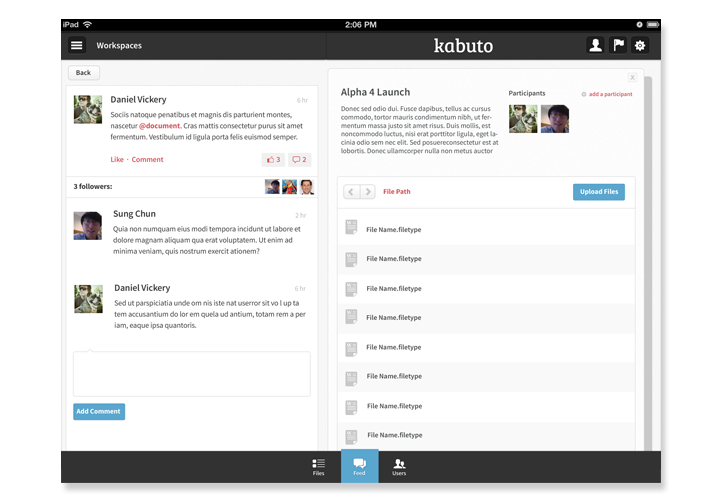 iPad
2:06 PM
Workspaces
kabuto
Back
Daniel Vickery
6 hr
Sociis natoque penatibus et magnis dis parturient montes,
nascetur @document. Cras mattis consectetur purus sit amet
fermentum. Vestibulum id ligula porta felis euismod semper.
Like · Comment
3
2
3 followers:
Sung Chun
2 hr
Quia non numquam eius modi tempora incidunt ut labore et
dolore magnam aliquam qua erat voluptatem. Ut enim ad
minima veniam, quis nostrum exercit ationem?
Daniel Vickery
6 hr
Sed ut parspiciatia unde om nis iste nat userror sit vo l up ta
tem accusantium do lor em quela ud antium, totam rem a per
iam, eaque ipsa quantoris.
Add Comment
x
Alpha 4 Launch
Donec sed odio dui. Fusce dapibus, tellus ac cursus
commodo, tortor mauris condimentum nibh, ut fer-
mentum massa justo sit amet risus. Duis mollis, est
noncommodo luctus, nisi erat porttitor ligula, eget la-
cinia odio sem nec elit. Sed posuereconsectetur est at
lobortis. Donec ullamcorper nulla non metus auctor
Participants
add a participant
File Path
Upload Files
File Name.filetype
File Name.filetype
File Name.filetype
File Name.filetype
File Name.filetype
File Name.filetype
File Name.filetype
File Name.filetype
Files
Feed
Users